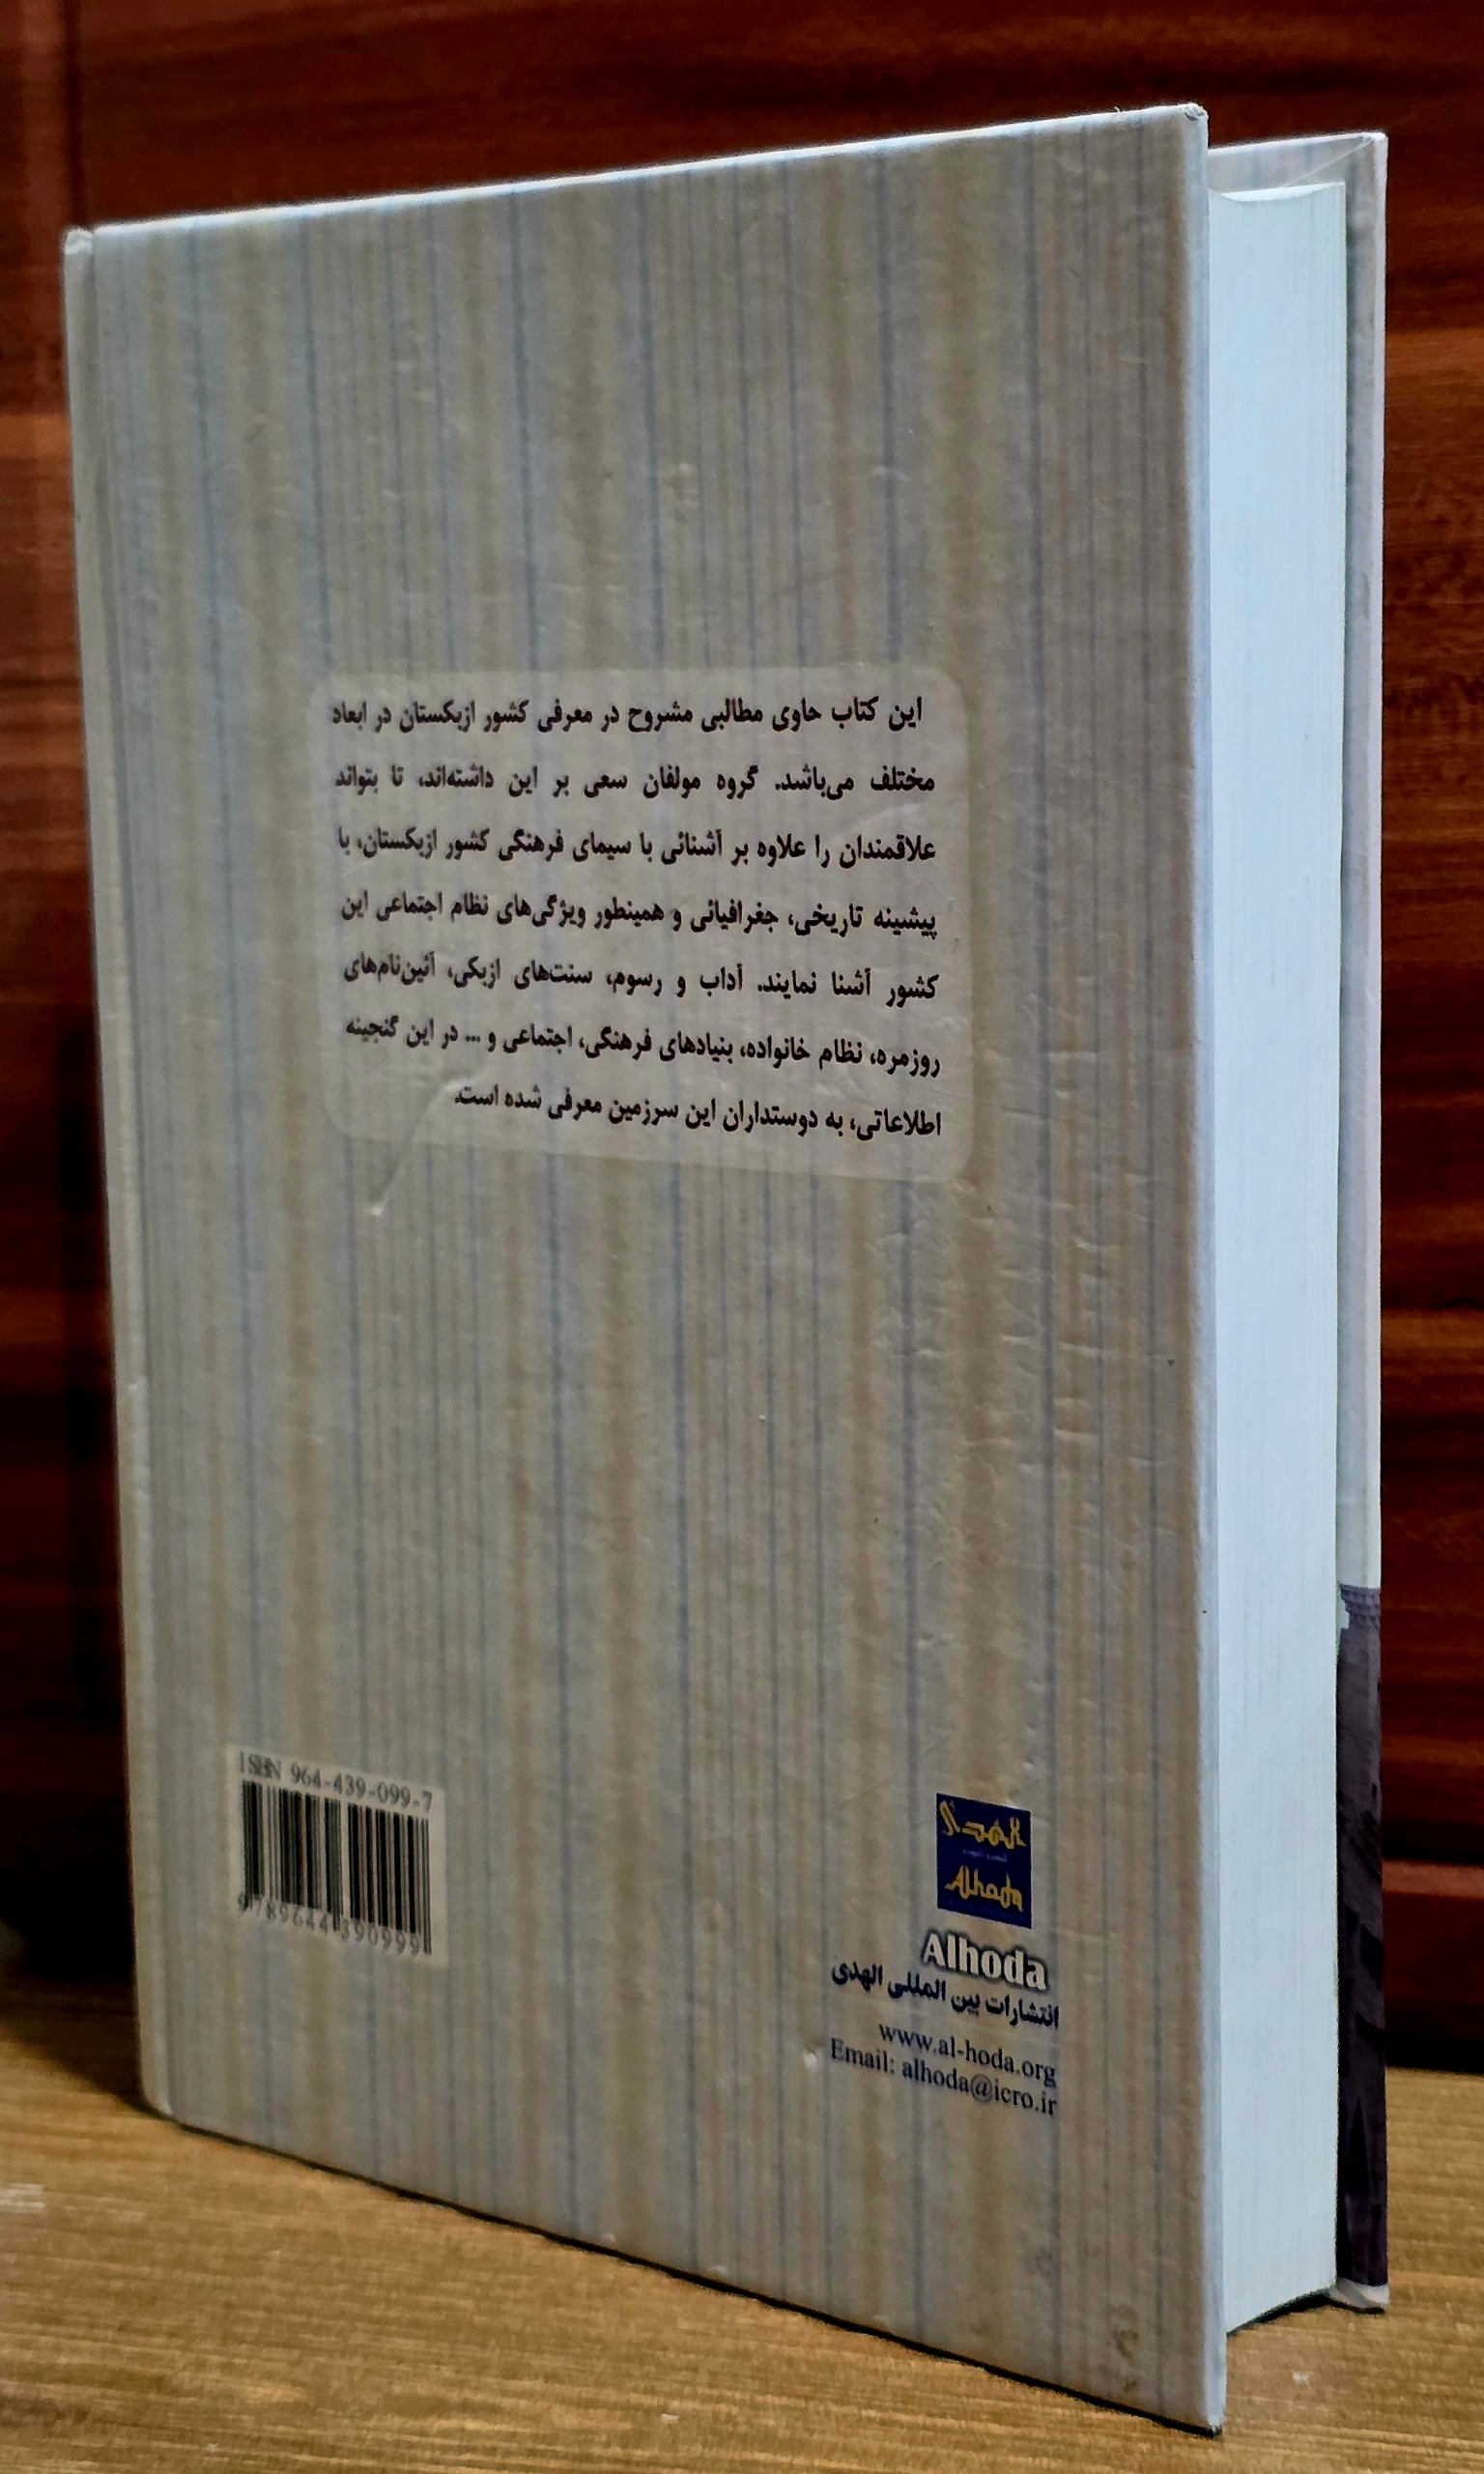 این کتاب حاوی مطالبی مشروح در معرفی کشور ازبکستان در ابعاد
مختلف می‌باشد. گروه مولفان سعی بر این داشته‌اند، تا بتواند
علاقمندان را علاوه بر آشنائی با سیمای فرهنگی کشور ازبکستان، با
پیشینه تاریخی، جغرافیائی و همینطور ویژگی‌های نظام اجتماعی این
کشور آشنا نمایند. آداب و رسوم، سنت‌های ازبکی، آئین‌نام‌های
روزمره، نظام خانواده، بنیادهای فرهنگی، اجتماعی و ... در این گنجینه
اطلاعاتی، به دوستداران این سرزمین معرفی شده است.
ISBN 964-439-099-7
9789644390999
الهدی
Alhoda
Alhoda
انتشارات بین المللی الهدی
www.al-hoda.org
Email: alhoda@icro.ir